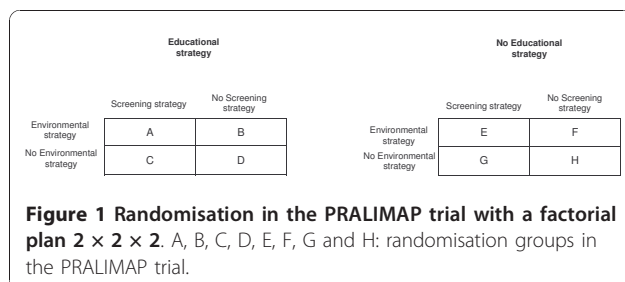 Educational
strategy
No Educational
strategy
Screening strategy
No Screening
strategy
Environmental
strategy
A B
No Environmental
strategy
C D
Screening strategy
No Screening
strategy
Environmental
strategy
E F
No Environmental
strategy
G H
Figure 1 Randomisation in the PRALIMAP trial with a factorial
plan 2 × 2 × 2. A, B, C, D, E, F, G and H: randomisation groups in
the PRALIMAP trial.